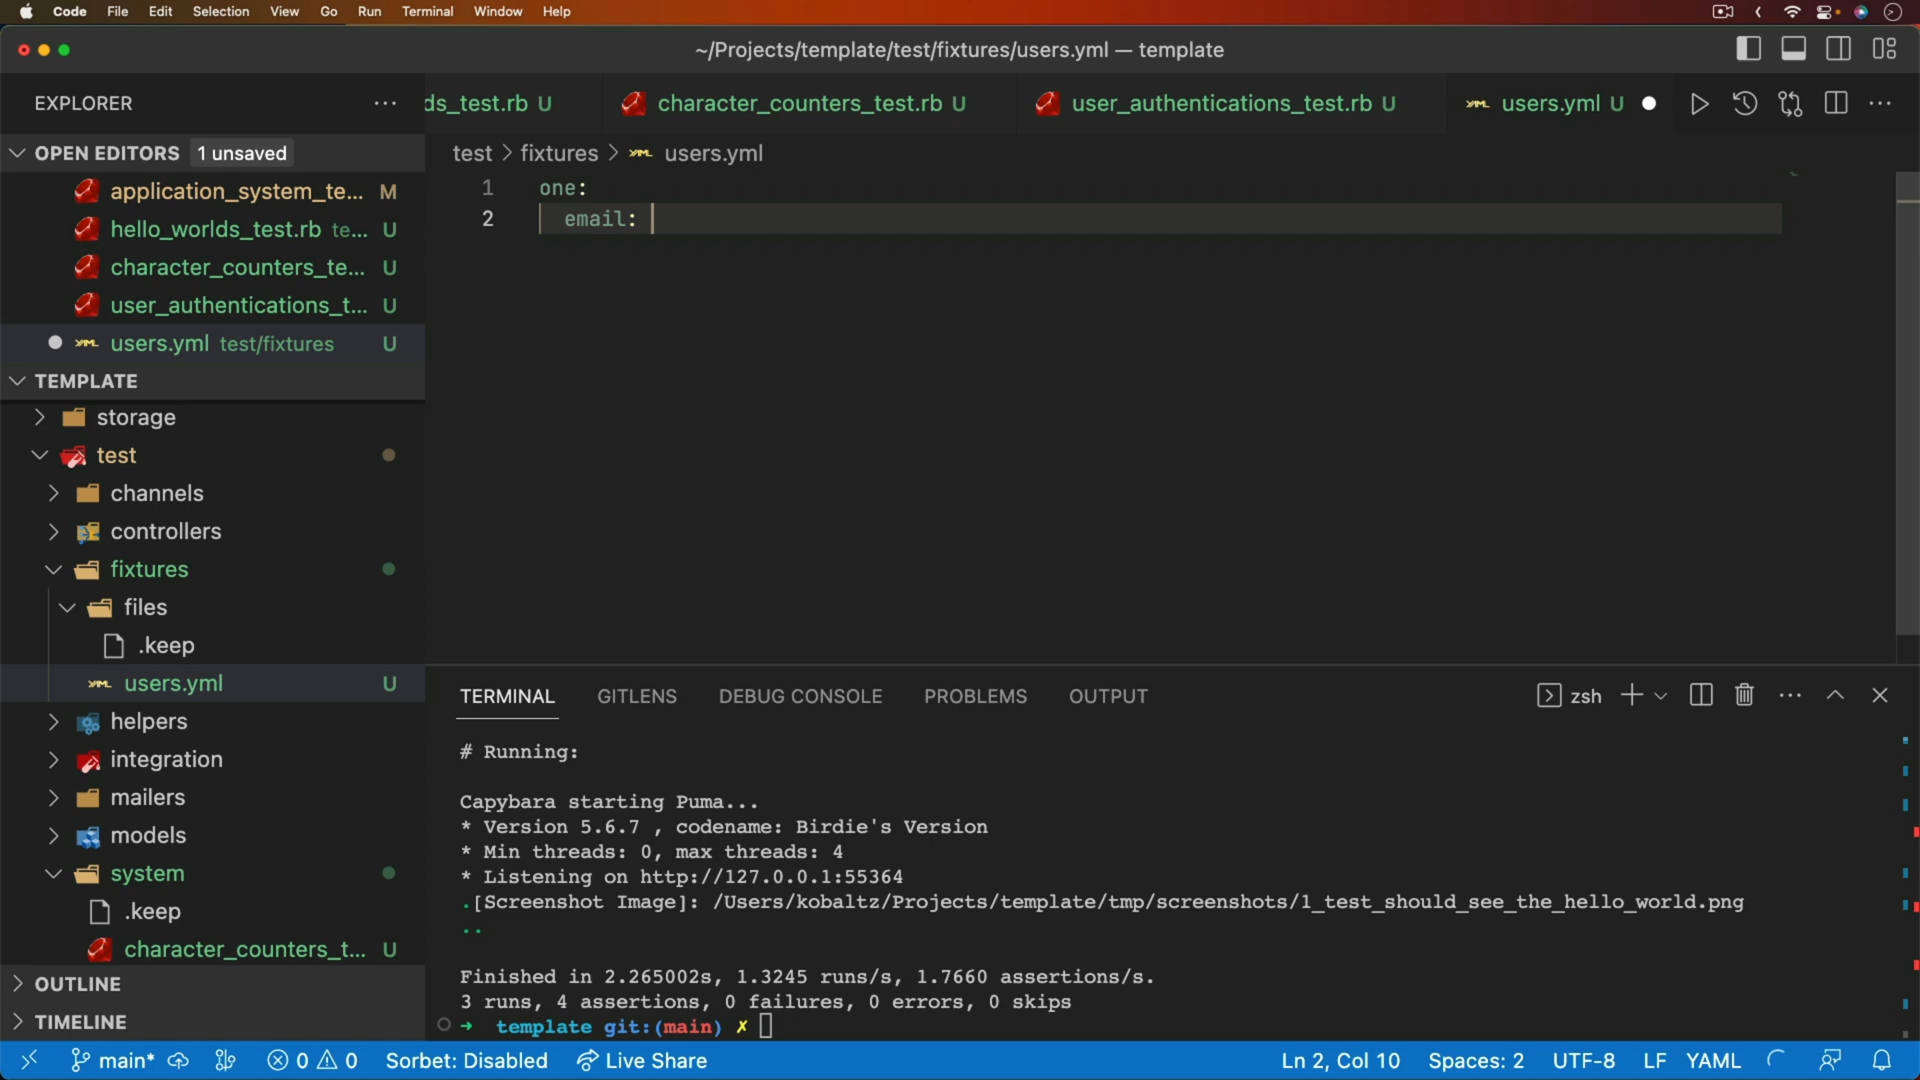 Code File Edit Selection View Go Run Terminal Window Help
~/Projects/template/test/fixtures/users.yml — template
EXPLORER
ds_test.rb U
character_counters_test.rb U
user_authentications_test.rb U
users.yml U
OPEN EDITORS 1 unsaved
application_system_te... M
hello_worlds_test.rb te... U
character_counters_te... U
user_authentications_t... U
users.yml test/fixtures U
TEMPLATE
storage
test
channels
controllers
fixtures
files
.keep
users.yml U
helpers
integration
mailers
models
system
.keep
character_counters_t... U
OUTLINE
TIMELINE
test > fixtures > users.yml
1 one:
2 email:
TERMINAL GITLENS DEBUG CONSOLE PROBLEMS OUTPUT
zsh
# Running:
Capybara starting Puma...
* Version 5.6.7 , codename: Birdie's Version
* Min threads: 0, max threads: 4
* Listening on http://127.0.0.1:55364
.[Screenshot Image]: /Users/kobaltz/Projects/template/tmp/screenshots/1_test_should_see_the_hello_world.png
..
Finished in 2.265002s, 1.3245 runs/s, 1.7660 assertions/s.
3 runs, 4 assertions, 0 failures, 0 errors, 0 skips
→ template git:(main) ✗
main* 0 0 Sorbet: Disabled Live Share
Ln 2, Col 10 Spaces: 2 UTF-8 LF YAML